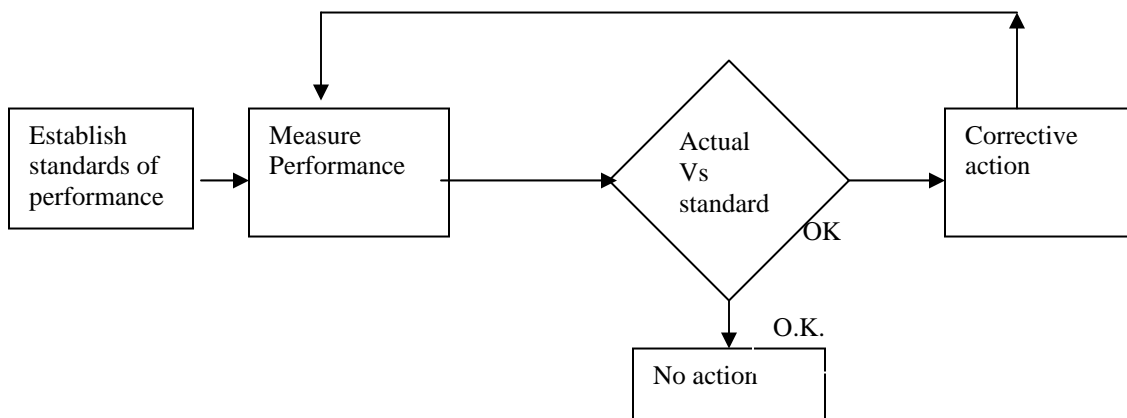 Establish
standards of
performance
Measure
Performance
Actual
Vs
standard
OK
Corrective
action
O.K.
No action